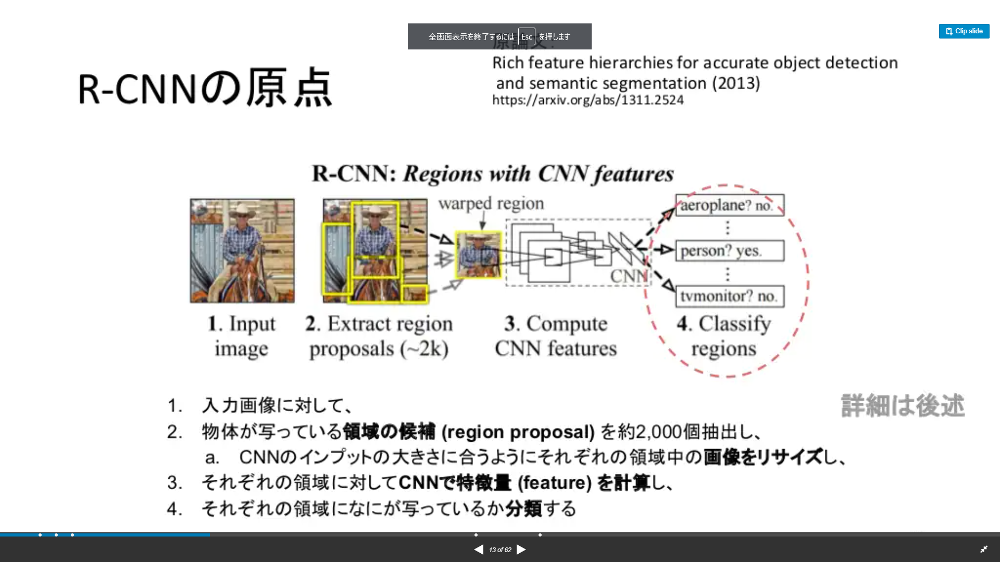 全画面表示を終了するには Esc を押します
Clip slide
原論文:
Rich feature hierarchies for accurate object detection
and semantic segmentation (2013)
https://arxiv.org/abs/1311.2524
R-CNNの原点
R-CNN: Regions with CNN features
warped region
aeroplane? no.
person? yes.
CNN
tvmonitor? no.
1. Input
image
2. Extract region
proposals (~2k)
3. Compute
CNN features
4. Classify
regions
詳細は後述
1. 入力画像に対して、
2. 物体が写っている領域の候補 (region proposal) を約2,000個抽出し、
a. CNNのインプットの大きさに合うようにそれぞれの領域中の画像をリサイズし、
3. それぞれの領域に対してCNNで特徴量 (feature) を計算し、
4. それぞれの領域になにが写っているか分類する
13 of 62